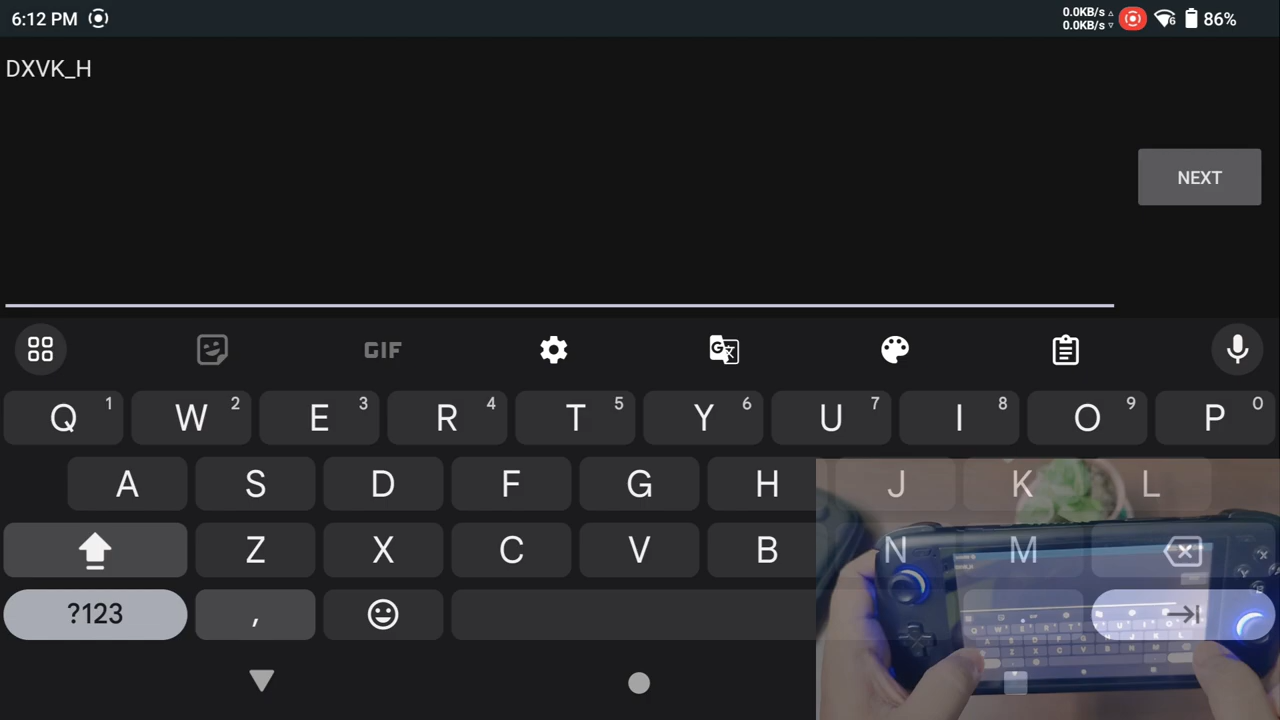 6:12 PM
0.0KB/s
0.0KB/s
6
86%
DXVK_H
NEXT
GIF
G
Q 1 W 2 E 3 R 4 T 5 Y 6 U 7 I 8 O 9 P 0
A S D F G H J K L
Z X C V B N M
?123 ,